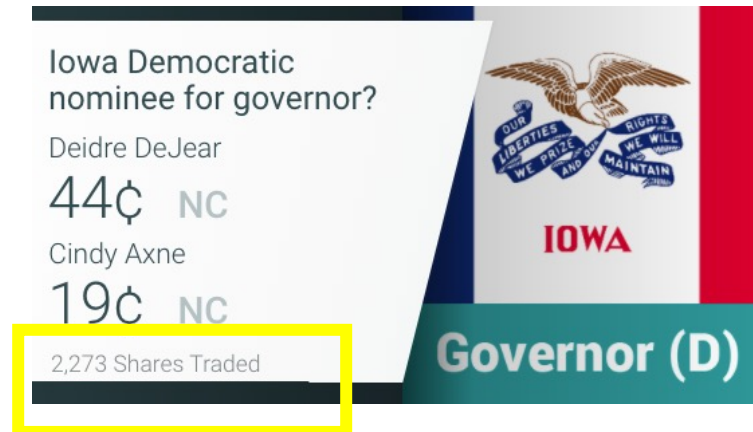 Iowa Democratic
nominee for governor?
Deidre DeJear
44¢ NC
Cindy Axne
19¢ NC
2,273 Shares Traded
OUR
LIBERTIES
WE PRIZE
AND OUR
RIGHTS
WE WILL
MAINTAIN
IOWA
Governor (D)